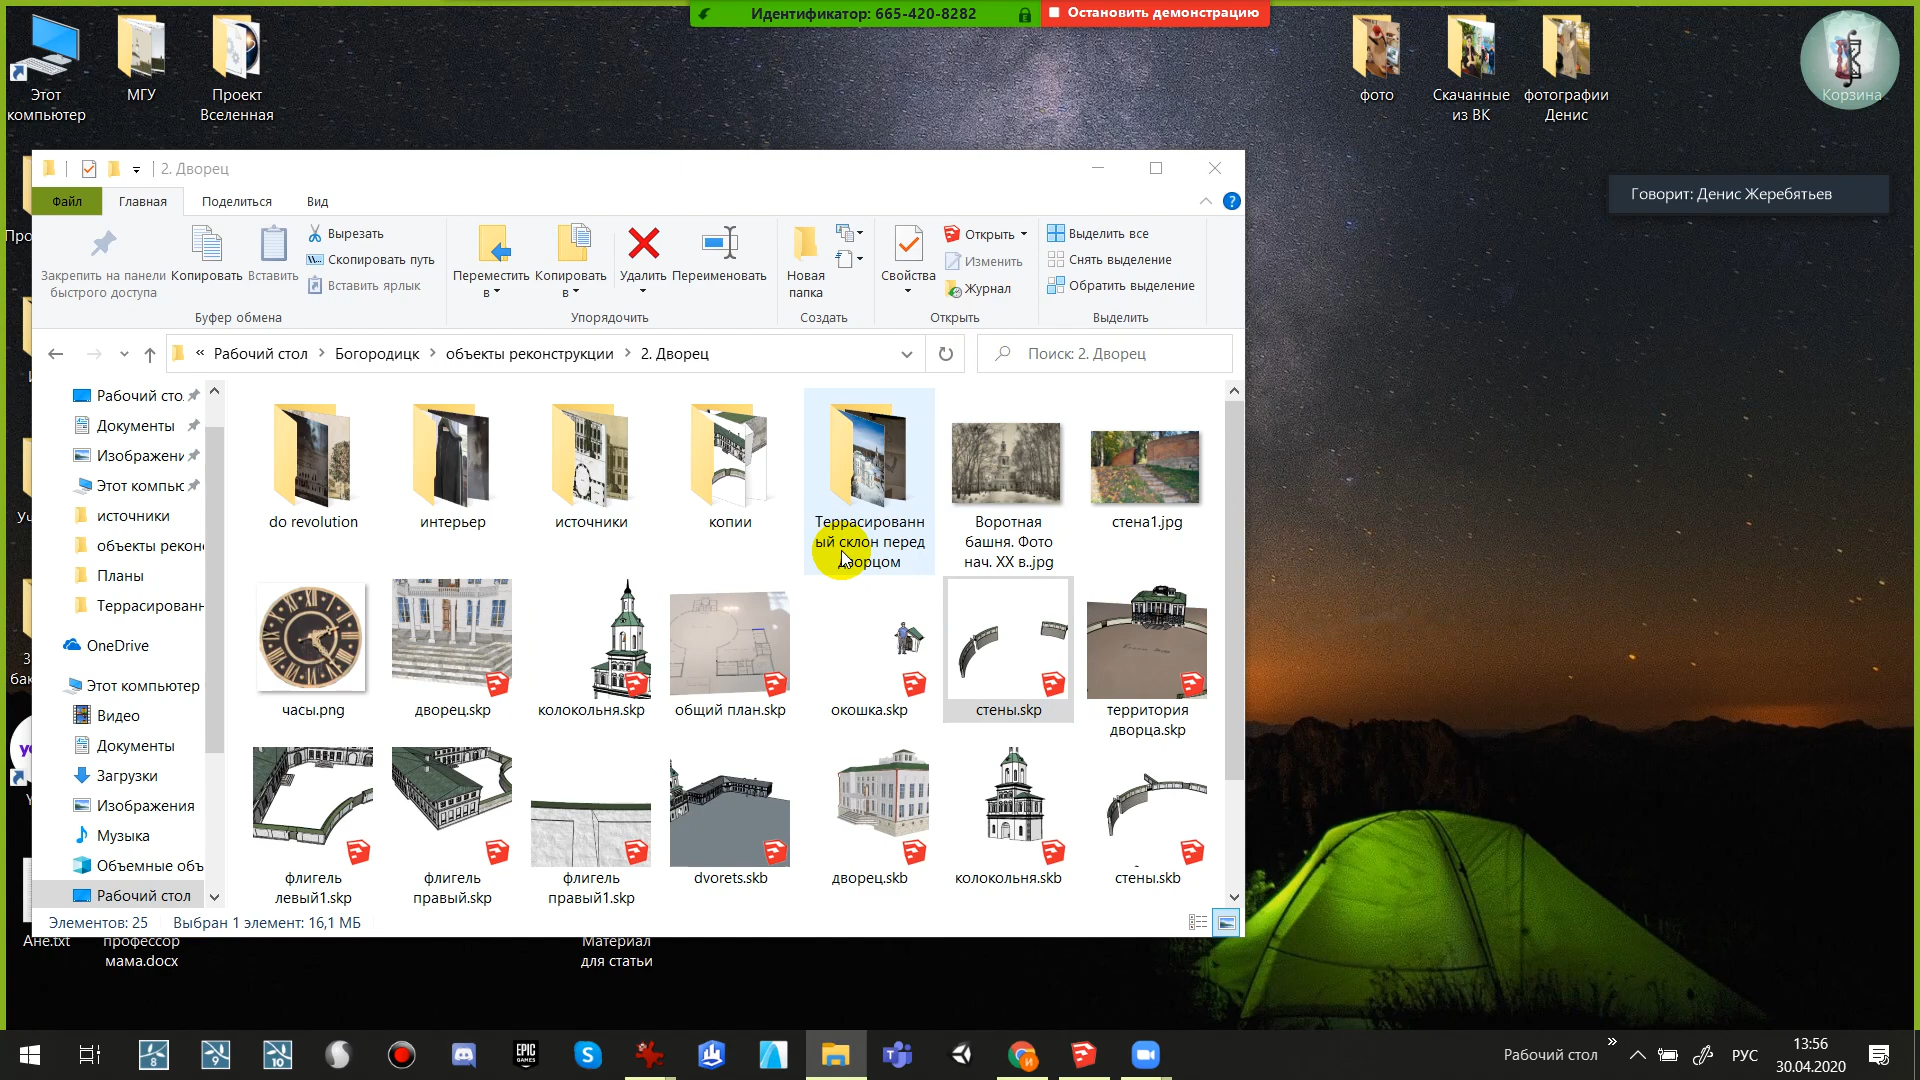 Идентификатор: 665-420-8282
Остановить демонстрацию
Этот компьютер
МГУ
Проект Вселенная
фото
Скачанные из ВК
фотографии Денис
Корзина
Говорит: Денис Жеребятьев
2. Дворец
Файл
Главная
Поделиться
Вид
Закрепить на панели быстрого доступа
Копировать
Вставить
Вырезать
Скопировать путь
Вставить ярлык
Буфер обмена
Переместить в
Копировать в
Удалить
Переименовать
Упорядочить
Новая папка
Создать
Свойства
Открыть
Изменить
Журнал
Открыть
Выделить все
Снять выделение
Обратить выделение
Выделить
« Рабочий стол > Богородицк > объекты реконструкции > 2. Дворец
Поиск: 2. Дворец
Рабочий сто
Документы
Изображени
Этот компьк
источники
объекты рекон
Планы
Террасированн
OneDrive
Этот компьютер
Видео
Документы
Загрузки
Изображения
Музыка
Объемные объ
Рабочий стол
do revolution
интерьер
источники
копии
Террасированн
ый склон перед
дворцом
Воротная
башня. Фото
нач. XX в..jpg
стена1.jpg
часы.png
дворец.skp
колокольня.skp
общий план.skp
окошка.skp
стены.skp
территория
дворца.skp
флигель
левый1.skp
флигель
правый.skp
флигель
правый1.skp
dvorets.skb
дворец.skb
колокольня.skb
стены.skb
Элементов: 25
Выбран 1 элемент: 16,1 МБ
Ане.txt
профессор
мама.docx
Материал
для статьи
8
9
10
EPIC
GAMES
Рабочий стол
РУС
13:56
30.04.2020